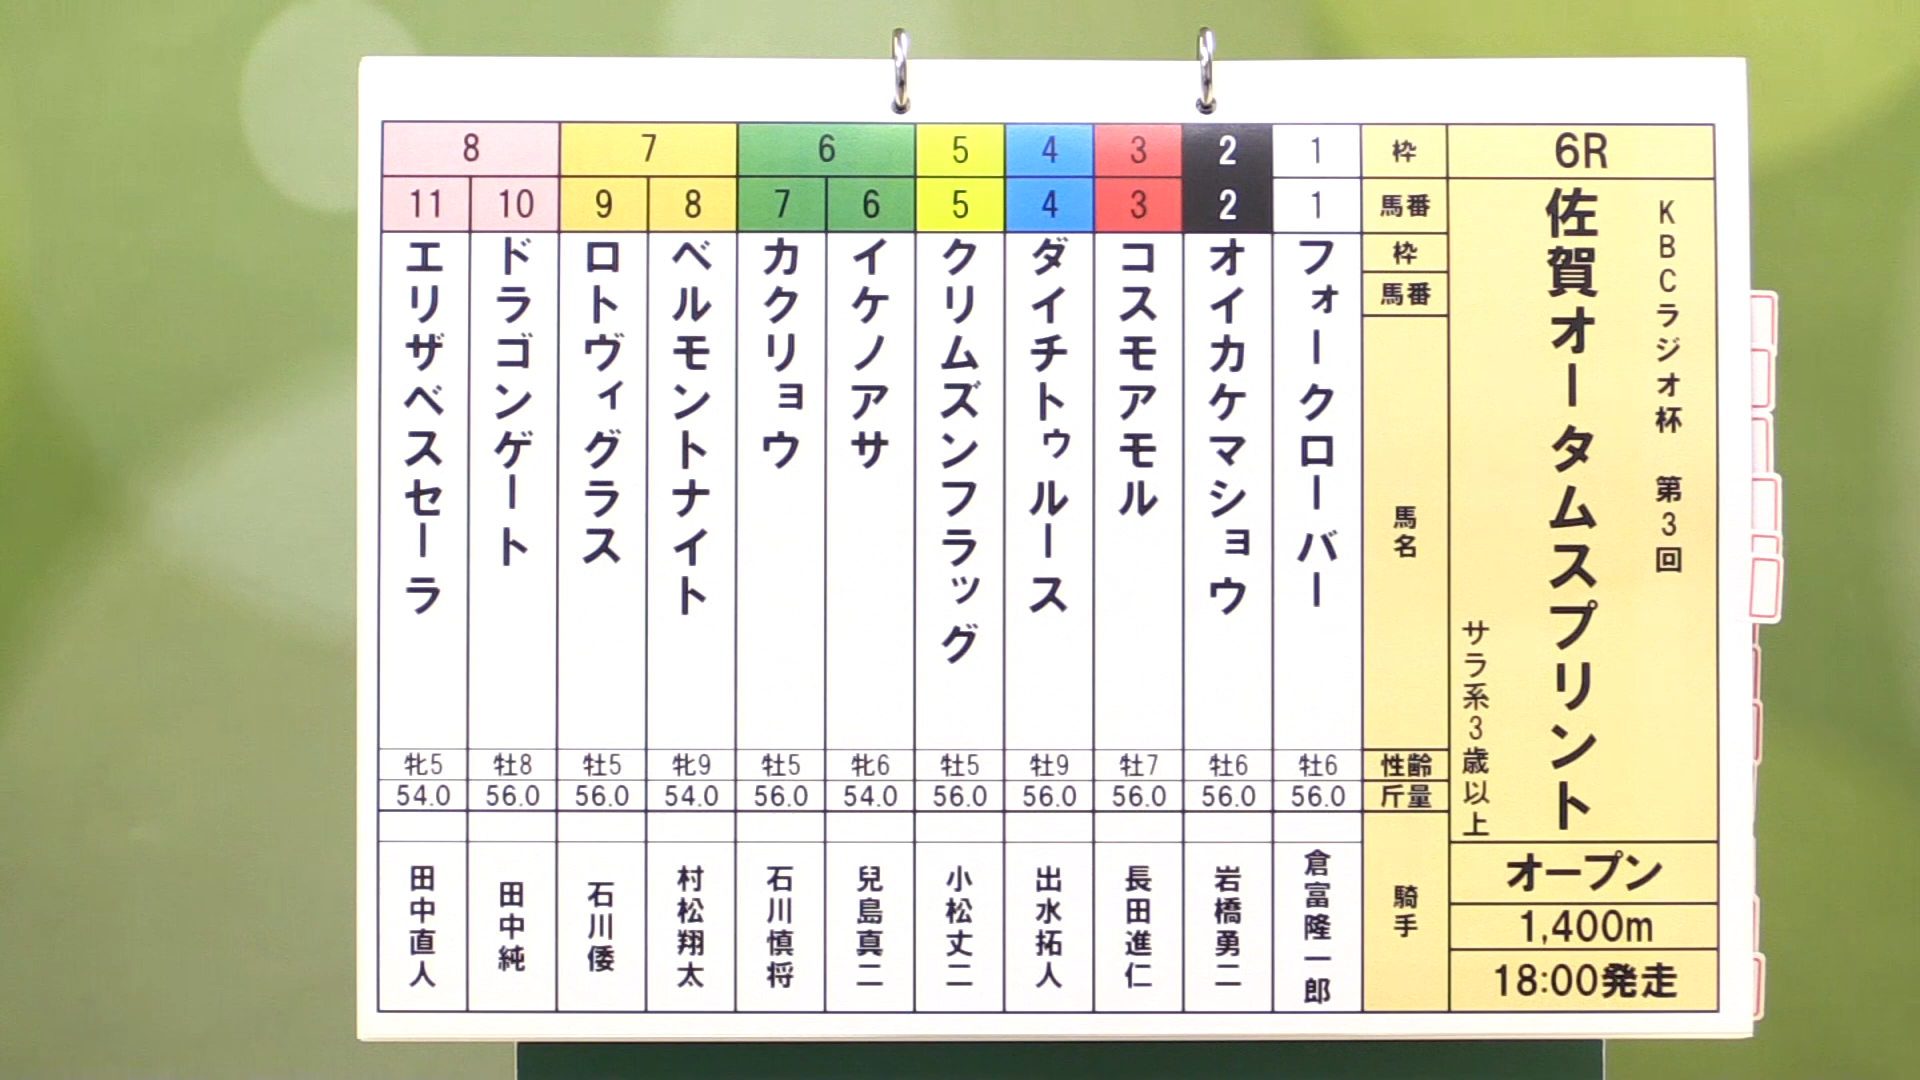 6R
KBCラジオ杯 第3回
佐賀オータムスプリント
サラ系3歳以上
オープン
1,400m
18:00発走
枠
馬番
枠
馬番
馬名
性齢
斤量
騎手
1
1
フォークローバー
牡6
56.0
倉富隆一郎
2
2
オイカケマショウ
牡6
56.0
岩橋勇二
3
3
コスモアモル
牡7
56.0
長田進仁
4
4
ダイチトゥルース
牡9
56.0
出水拓人
5
5
クリムズンフラッグ
牡5
56.0
小松丈二
6
6
イケノアサ
牝6
54.0
兒島真二
7
カクリョウ
牡5
56.0
石川慎将
7
8
ベルモントナイト
牝9
54.0
村松翔太
9
ロトヴィグラス
牡5
56.0
石川倭
8
10
ドラゴンゲート
牡8
56.0
田中純
11
エリザベスセーラ
牝5
54.0
田中直人